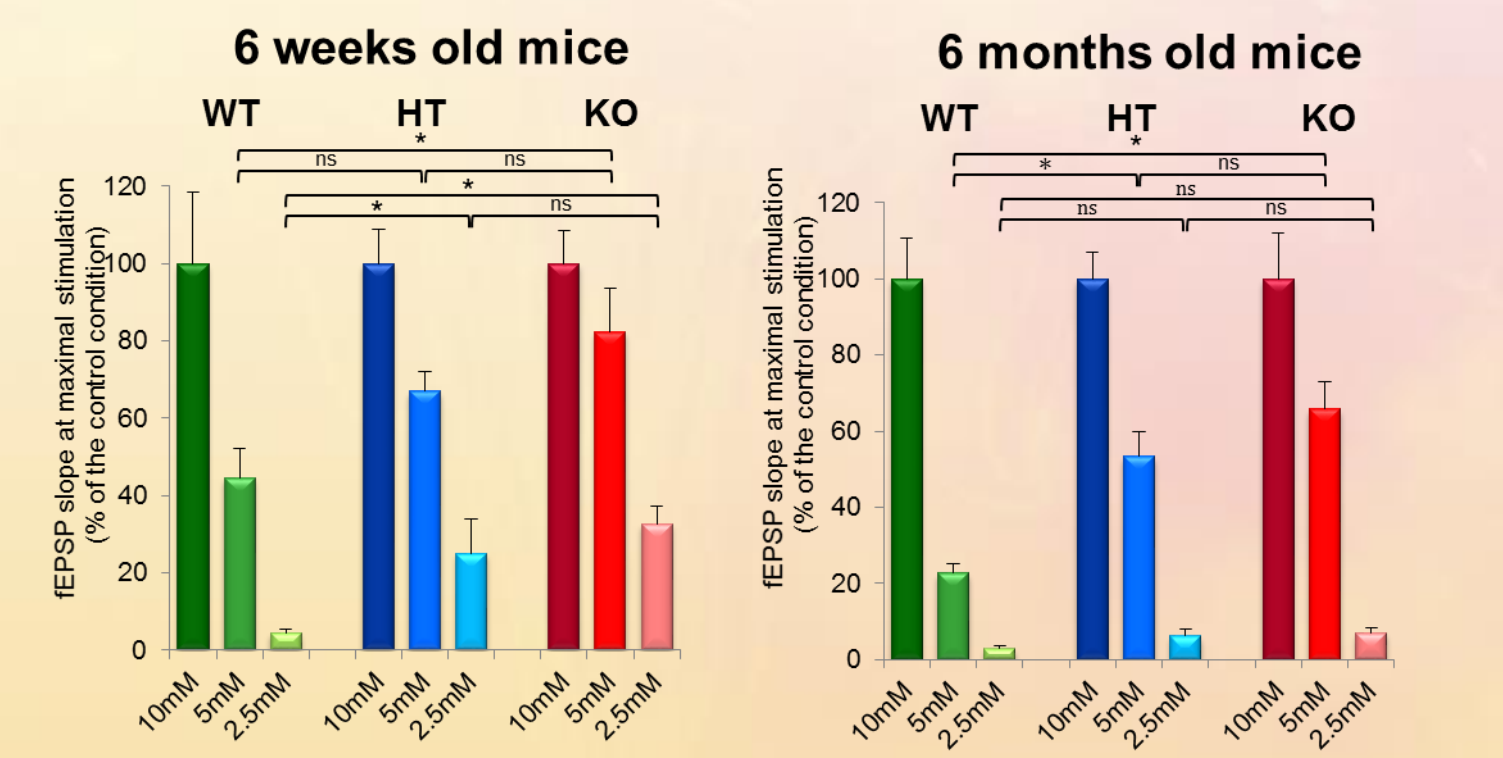 6 weeks old mice
WT HT KO
*
ns ns
*
* ns
fEPSP slope at maximal stimulation
(% of the control condition)
120
100
80
60
40
20
0
10mM 5mM 2.5mM 10mM 5mM 2.5mM 10mM 5mM 2.5mM
6 months old mice
WT HT KO
*
* ns
ns
ns ns
fEPSP slope at maximal stimulation
(% of the control condition)
120
100
80
60
40
20
0
10mM 5mM 2.5mM 10mM 5mM 2.5mM 10mM 5mM 2.5mM